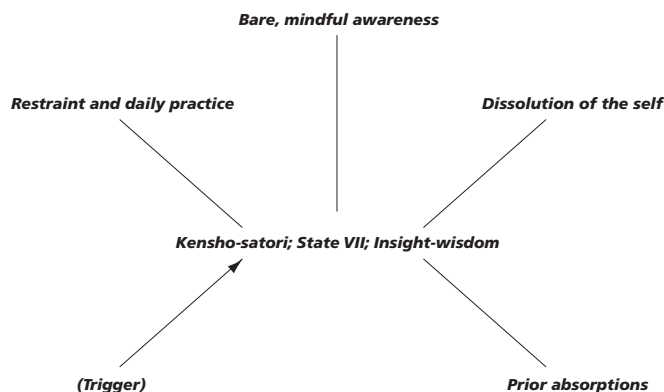 Bare, mindful awareness
Restraint and daily practice
Dissolution of the self
Kensho-satori; State VII; Insight-wisdom
(Trigger)
Prior absorptions